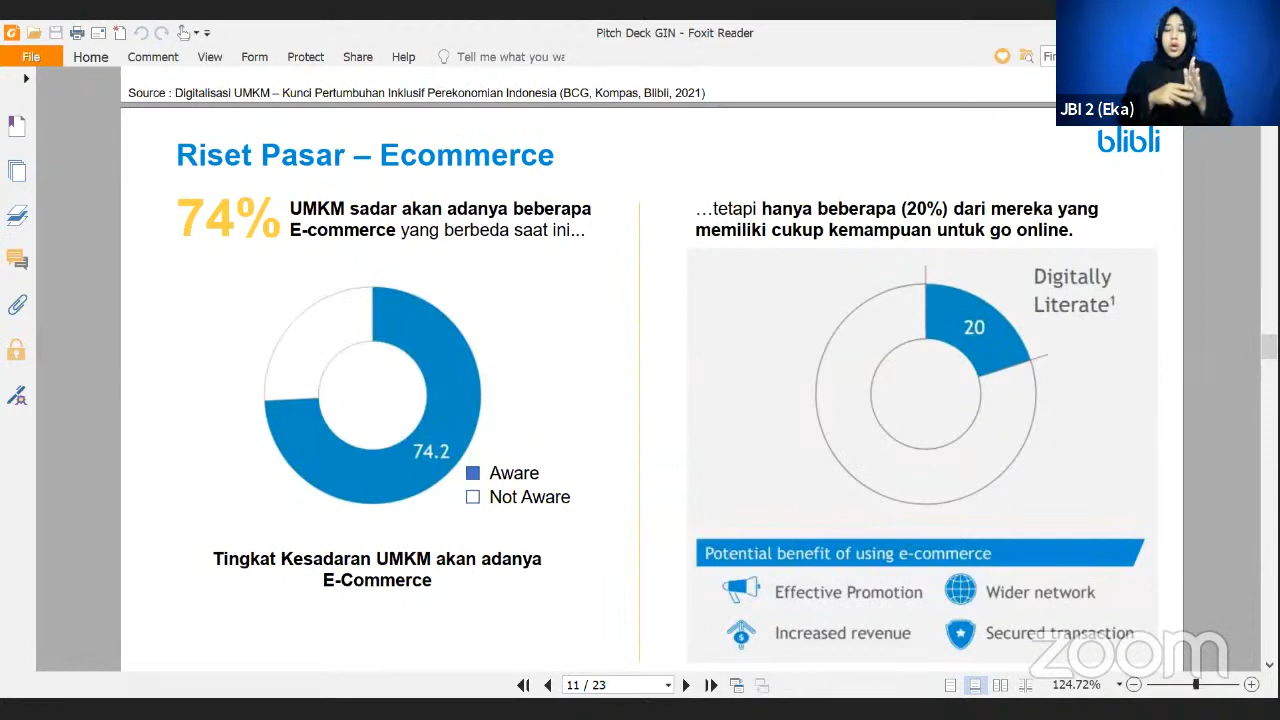 Pitch Deck GIN - Foxit Reader
File Home Comment View Form Protect Share Help Tell me what you wa
Source : Digitalisasi UMKM – Kunci Pertumbuhan Inklusif Perekonomian Indonesia (BCG, Kompas, Blibli, 2021)
JBI 2 (Eka)
blibli
Riset Pasar – Ecommerce
74% UMKM sadar akan adanya beberapa
E-commerce yang berbeda saat ini...
74.2
Aware
Not Aware
Tingkat Kesadaran UMKM akan adanya
E-Commerce
…tetapi hanya beberapa (20%) dari mereka yang
memiliki cukup kemampuan untuk go online.
Digitally
Literate¹
20
Potential benefit of using e-commerce
Effective Promotion
Wider network
Increased revenue
Secured transaction
zoom
11 / 23
124.72%